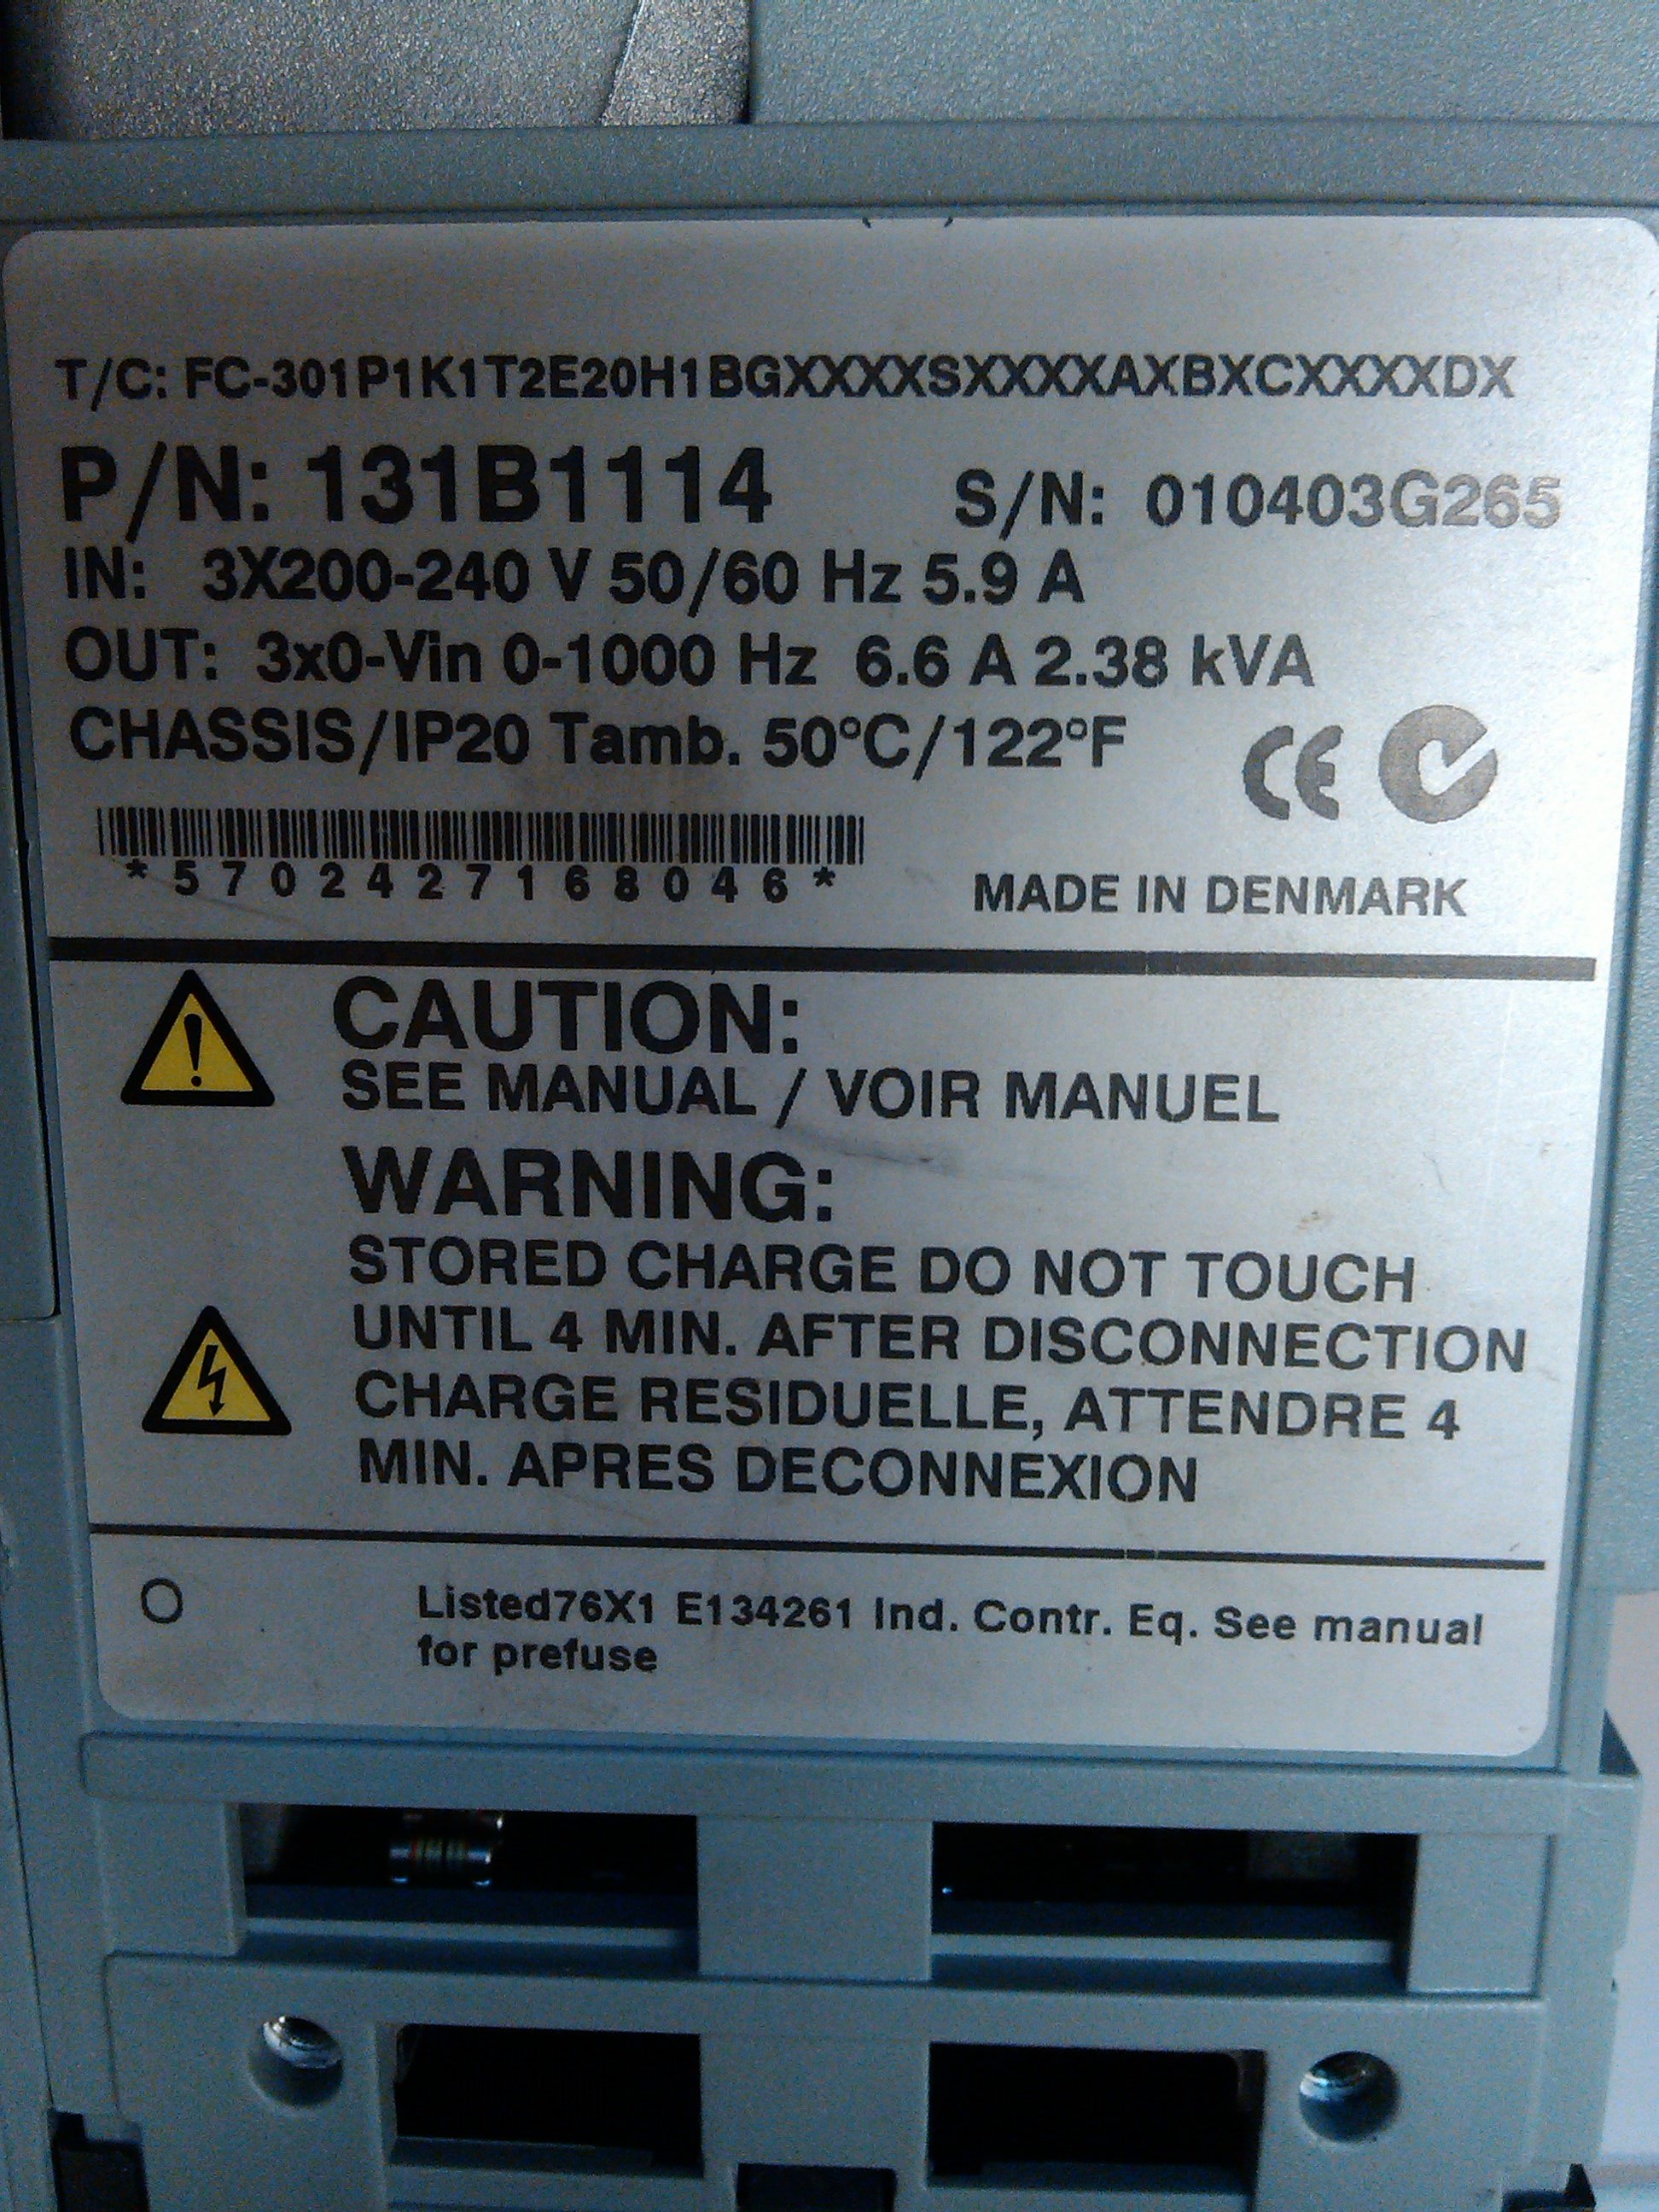 T/C: FC-301P1K1T2E20H1BGXXXXSXXXXAXBXCXXXXDX
P/N: 131B1114 S/N: 010403G265
IN: 3X200-240 V 50/60 Hz 5.9 A
OUT: 3x0-Vin 0-1000 Hz 6.6 A 2.38 kVA
CHASSIS/IP20 Tamb. 50°C/122°F
CE
*5702427168046*
MADE IN DENMARK
CAUTION:
SEE MANUAL / VOIR MANUEL
WARNING:
STORED CHARGE DO NOT TOUCH
UNTIL 4 MIN. AFTER DISCONNECTION
CHARGE RESIDUELLE, ATTENDRE 4
MIN. APRES DECONNEXION
Listed76X1 E134261 Ind. Contr. Eq. See manual
for prefuse